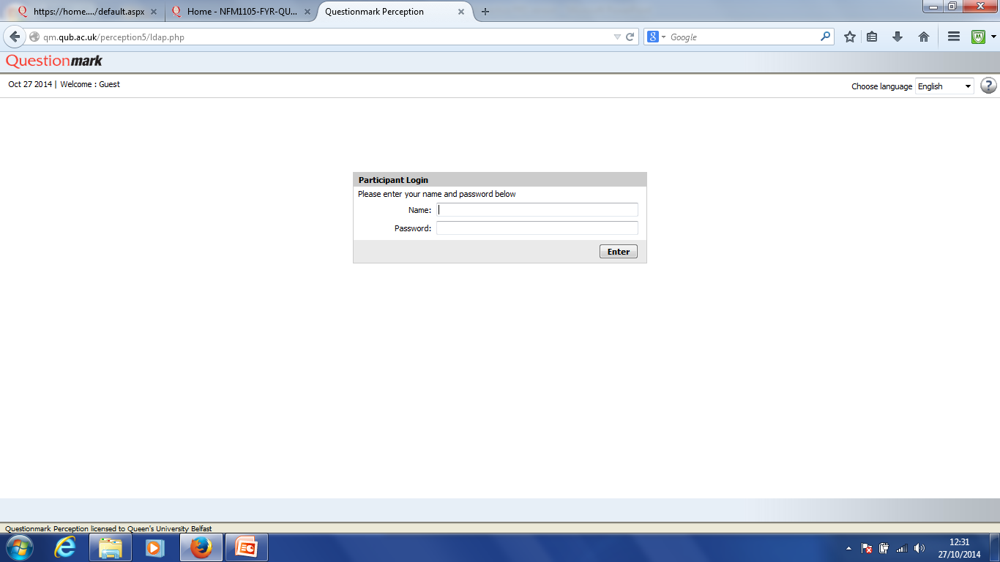 https://home..../default.aspx
Home - NFM1105-FYR-QU...
Questionmark Perception
qm.qub.ac.uk/perception5/ldap.php
Google
Questionmark
Oct 27 2014 | Welcome : Guest
Choose language English
Participant Login
Please enter your name and password below
Name:
Password:
Enter
Questionmark Perception licensed to Queen's University Belfast
12:31
27/10/2014